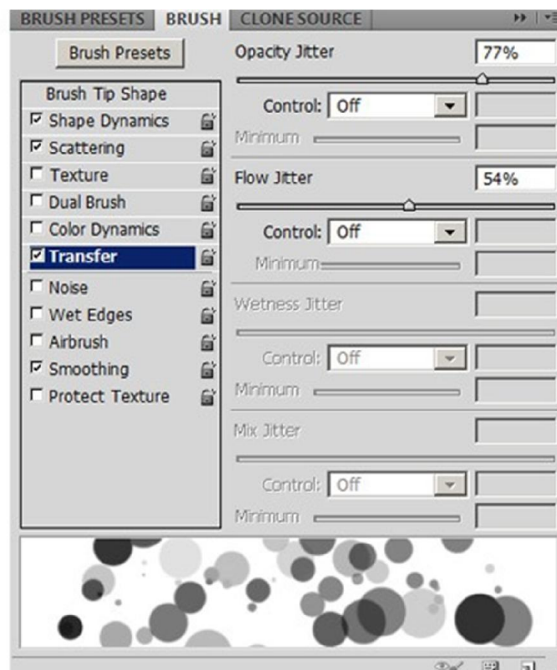 BRUSH PRESETS BRUSH CLONE SOURCE
Brush Presets
Brush Tip Shape
Shape Dynamics
Scattering
Texture
Dual Brush
Color Dynamics
Transfer
Noise
Wet Edges
Airbrush
Smoothing
Protect Texture
Opacity Jitter 77%
Control: Off
Minimum
Flow Jitter 54%
Control: Off
Minimum
Wetness Jitter
Control: Off
Minimum
Mix Jitter
Control: Off
Minimum